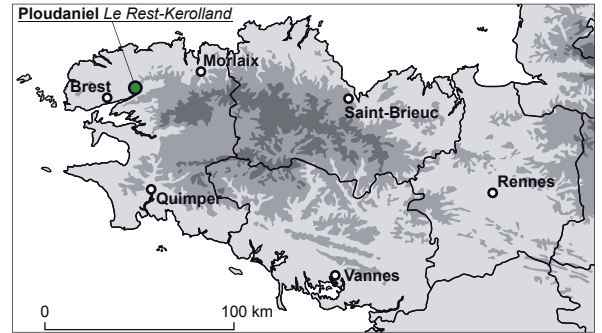 Ploudaniel Le Rest-Kerolland
Morlaix
Brest
Saint-Brieuc
Rennes
Quimper
Vannes
0 100 km